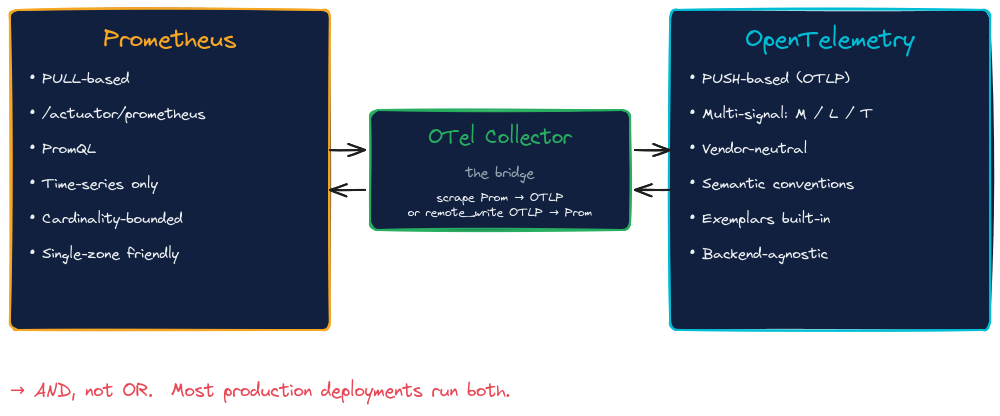 Prometheus
• PULL-based
• /actuator/prometheus
• PromQL
• Time-series only
• Cardinality-bounded
• Single-zone friendly
OTel Collector
the bridge
scrape Prom → OTLP
or remote_write OTLP → Prom
OpenTelemetry
• PUSH-based (OTLP)
• Multi-signal: M / L / T
• Vendor-neutral
• Semantic conventions
• Exemplars built-in
• Backend-agnostic
→ AND, not OR. Most production deployments run both.